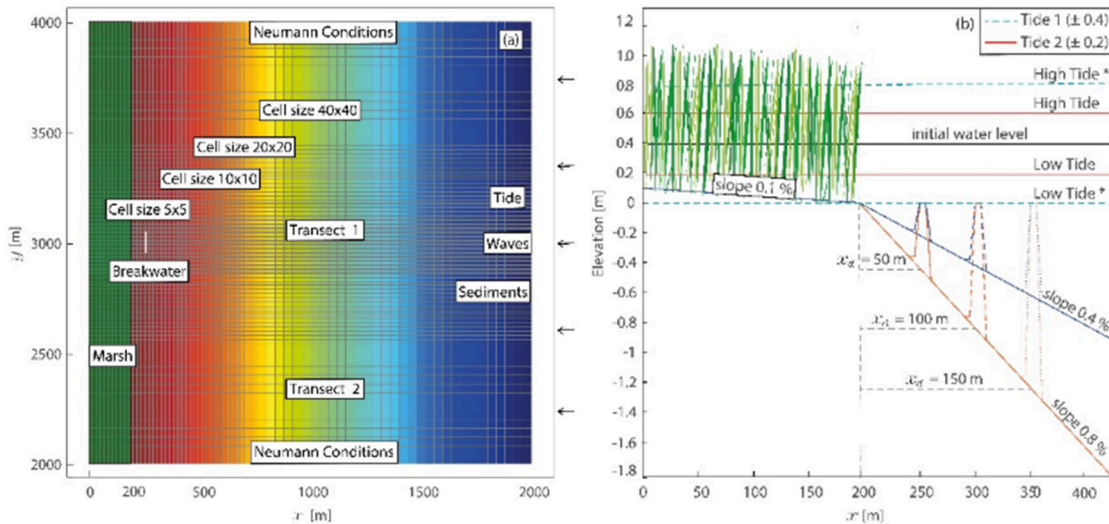 4000
3500
3000
2500
2000
y [m]
Neumann Conditions
(a)
Cell size 40x40
Cell size 20x20
Cell size 10x10
Cell size 5x5
Tide
Transect 1
Waves
Breakwater
Sediments
Marsh
Transect 2
Neumann Conditions
0 200 500 1000 1500 2000
x [m]
(b)
Tide 1 (± 0.4)
Tide 2 (± 0.2)
1.2
1.0
0.8
0.6
0.4
0.2
0
-0.2
-0.4
-0.6
-0.8
-1
-1.2
-1.4
-1.6
-1.8
Elevation [m]
High Tide *
High Tide
initial water level
Low Tide
Low Tide *
slope 0.1 %
= 50 m
= 100 m
= 150 m
slope 0.4 %
slope 0.8 %
0 50 100 150 200 250 300 350 400
x [m]